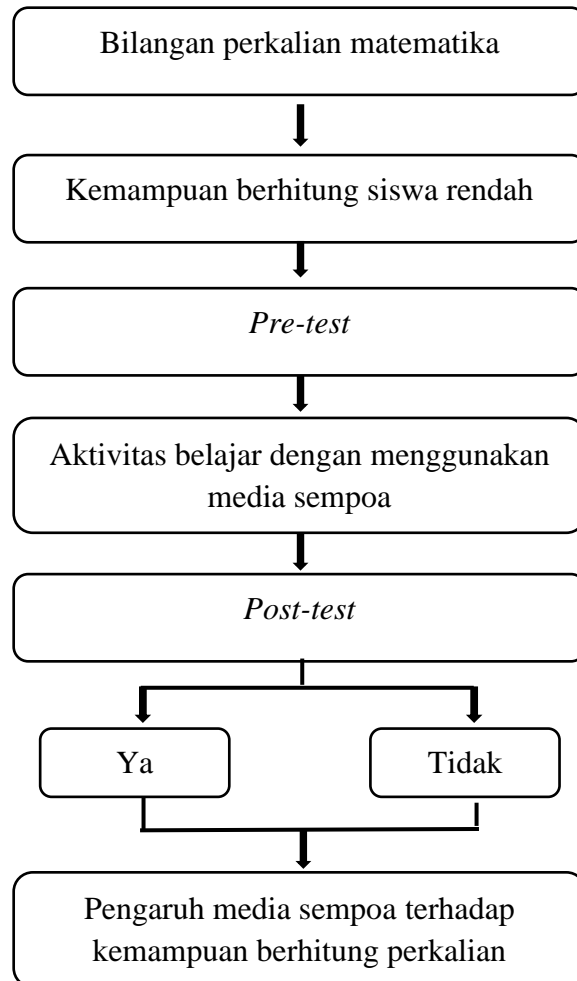 Bilangan perkalian matematika
Kemampuan berhitung siswa rendah
Pre-test
Aktivitas belajar dengan menggunakan
media sempoa
Post-test
Ya
Tidak
Pengaruh media sempoa terhadap
kemampuan berhitung perkalian